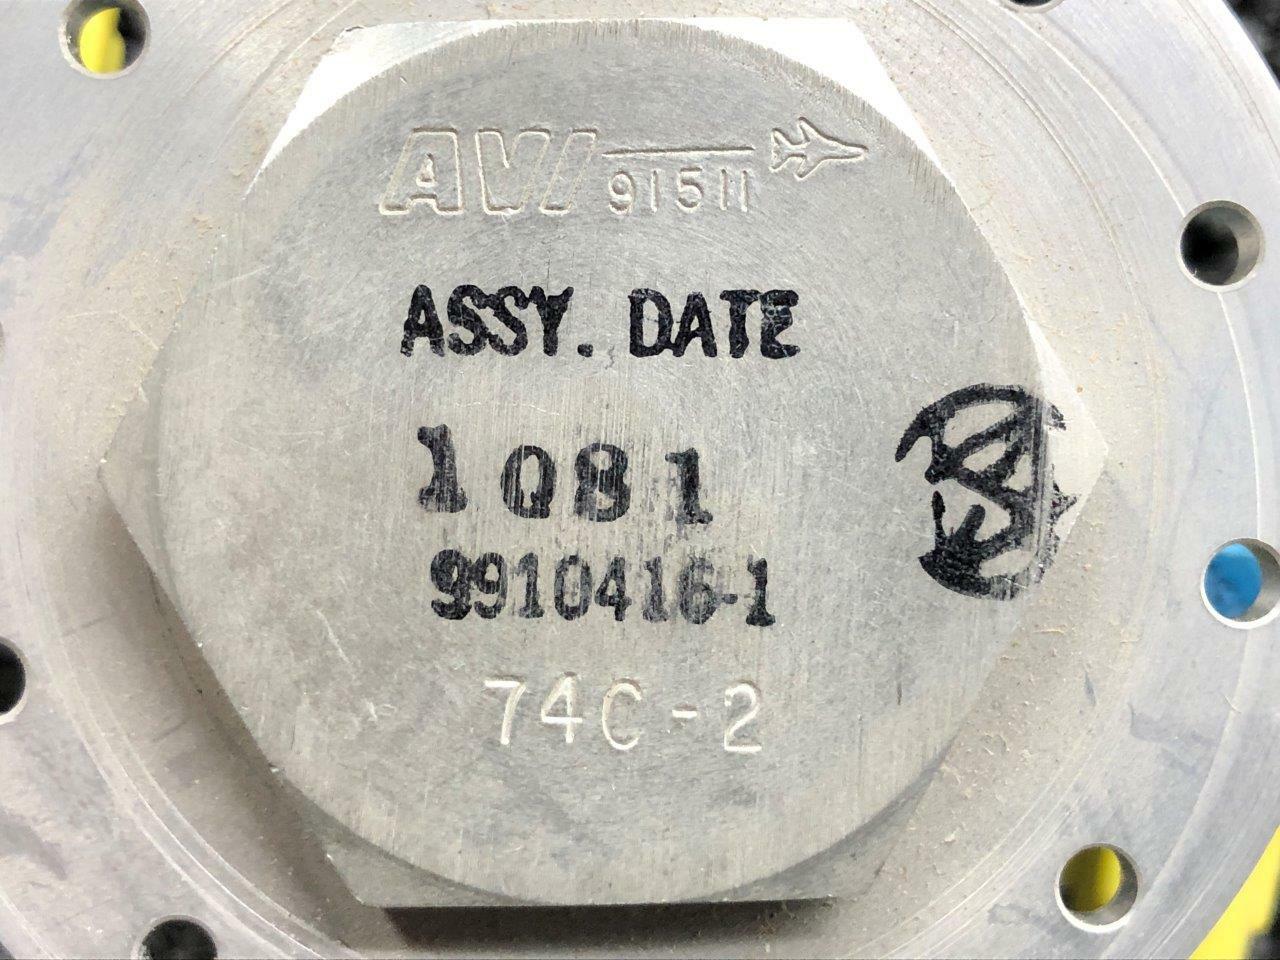 AVI 91511
ASSY. DATE
1081
9910416-1
74C-2